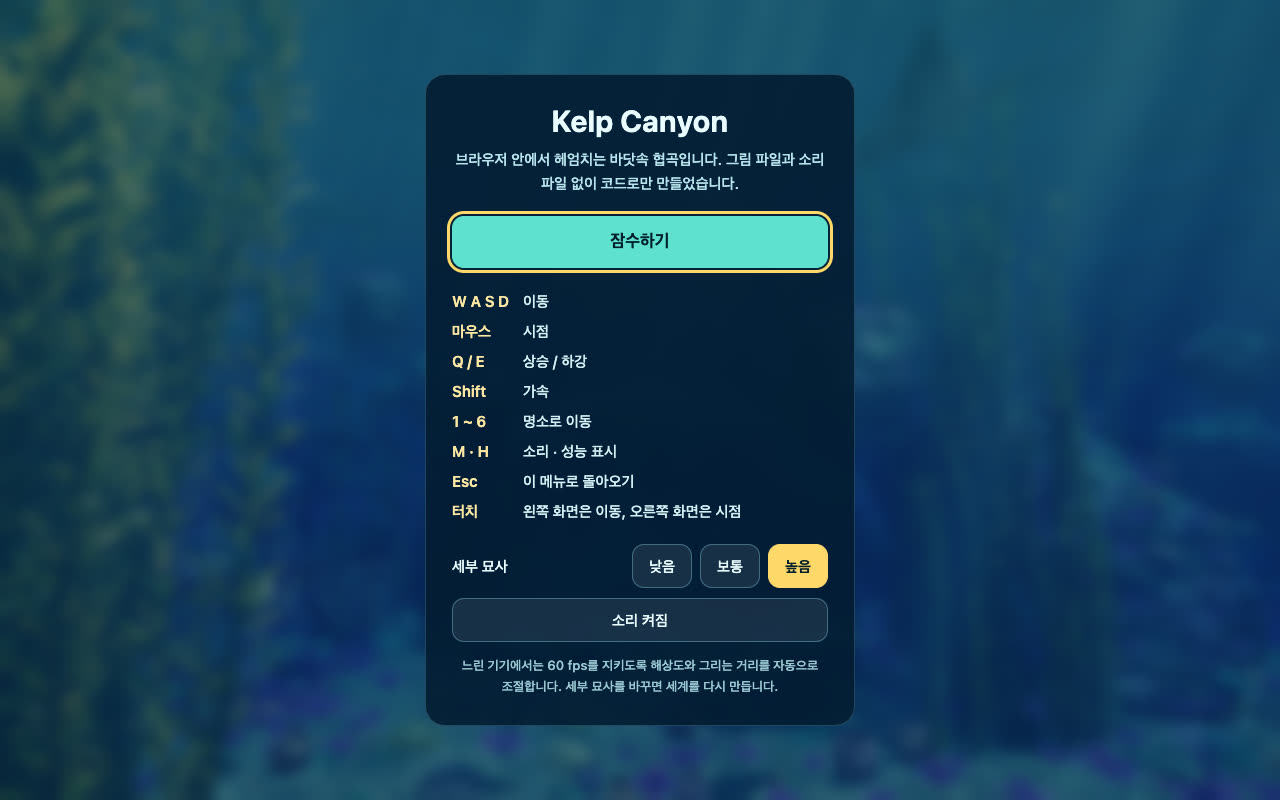 Kelp Canyon
브라우저 안에서 헤엄치는 바닷속 협곡입니다. 그림 파일과 소리
파일 없이 코드로만 만들었습니다.
잠수하기
W A S D 이동
마우스 시점
Q / E 상승 / 하강
Shift 가속
1 ~ 6 명소로 이동
M · H 소리 · 성능 표시
Esc 이 메뉴로 돌아오기
터치 왼쪽 화면은 이동, 오른쪽 화면은 시점
세부 묘사 낮음 보통 높음
소리 켜짐
느린 기기에서는 60 fps를 지키도록 해상도와 그리는 거리를 자동으로
조절합니다. 세부 묘사를 바꾸면 세계를 다시 만듭니다.